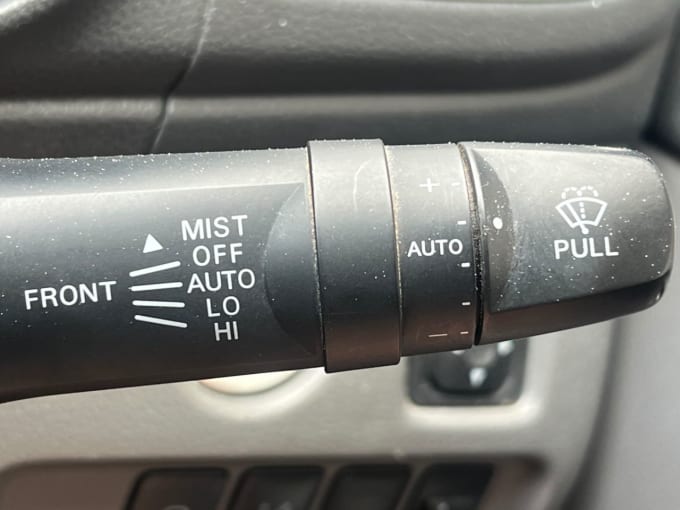 MIST
OFF
FRONT AUTO
LO
HI
+
AUTO
—
PULL